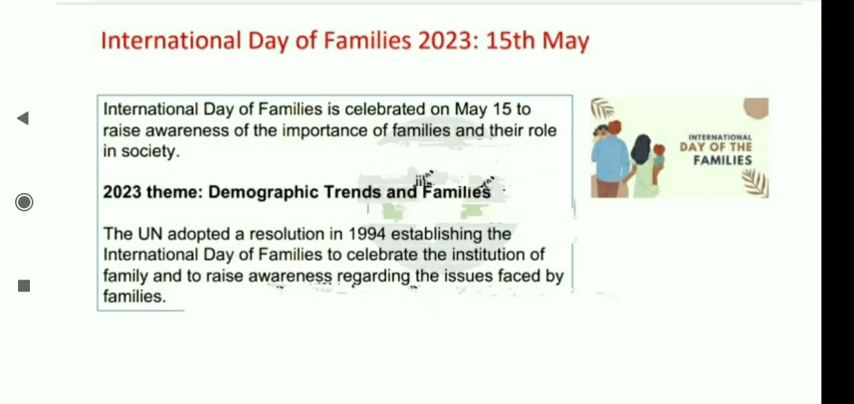 International Day of Families 2023: 15th May
International Day of Families is celebrated on May 15 to
raise awareness of the importance of families and their role
in society.
2023 theme: Demographic Trends and Families
The UN adopted a resolution in 1994 establishing the
International Day of Families to celebrate the institution of
family and to raise awareness regarding the issues faced by
families.
INTERNATIONAL
DAY OF THE
FAMILIES